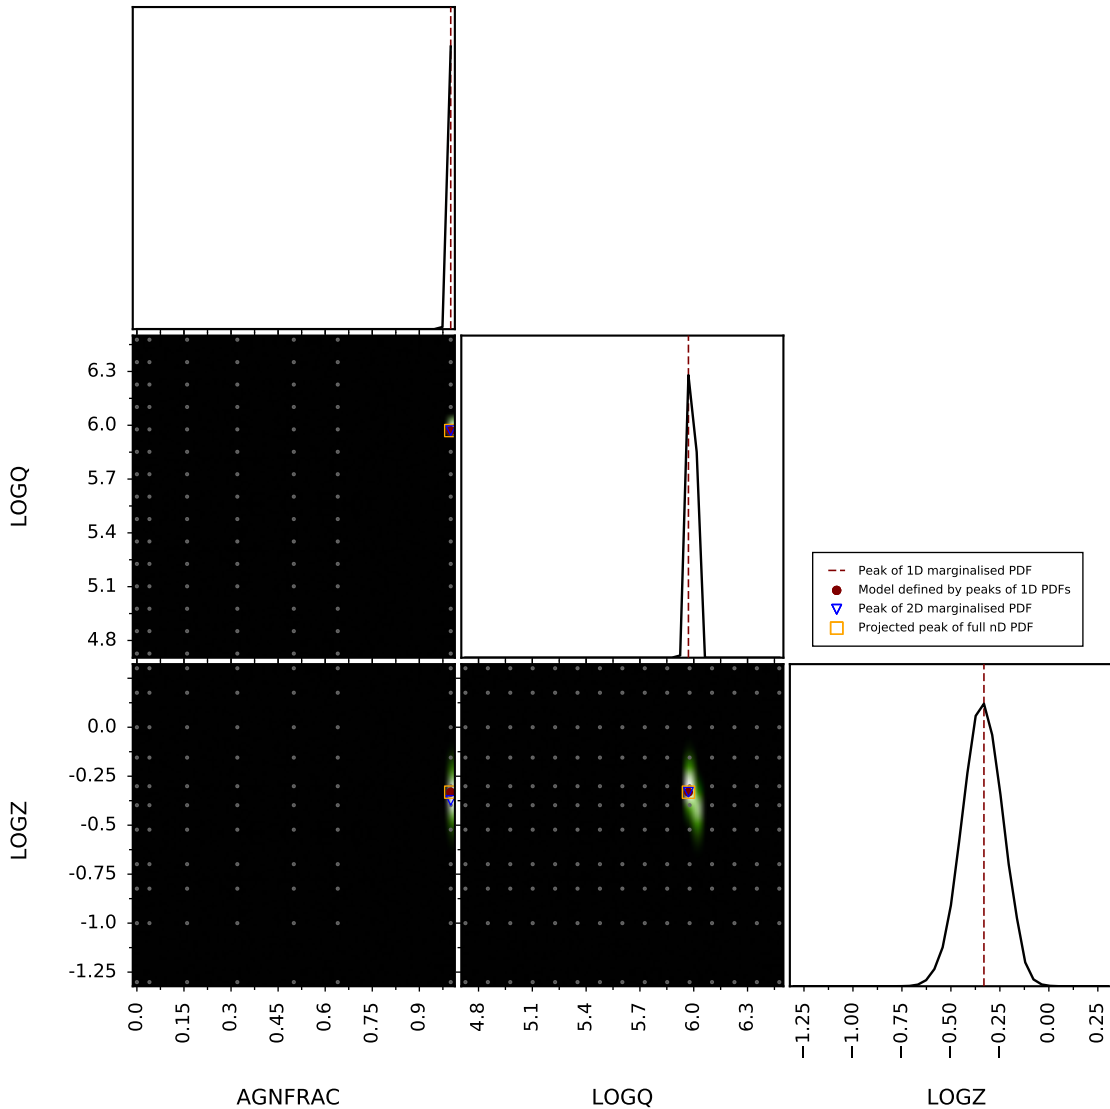 6.3
6.0
5.7
5.4
5.1
4.8
LOGQ
Peak of 1D marginalised PDF
Model defined by peaks of 1D PDFs
Peak of 2D marginalised PDF
Projected peak of full nD PDF
0.0
-0.25
-0.5
-0.75
-1.0
-1.25
LOGZ
0.0 0.15 0.3 0.45 0.6 0.75 0.9
4.8 5.1 5.4 5.7 6.0 6.3
−1.25 −1.00 −0.75 −0.50 −0.25 0.00 0.25
AGNFRAC LOGQ LOGZ